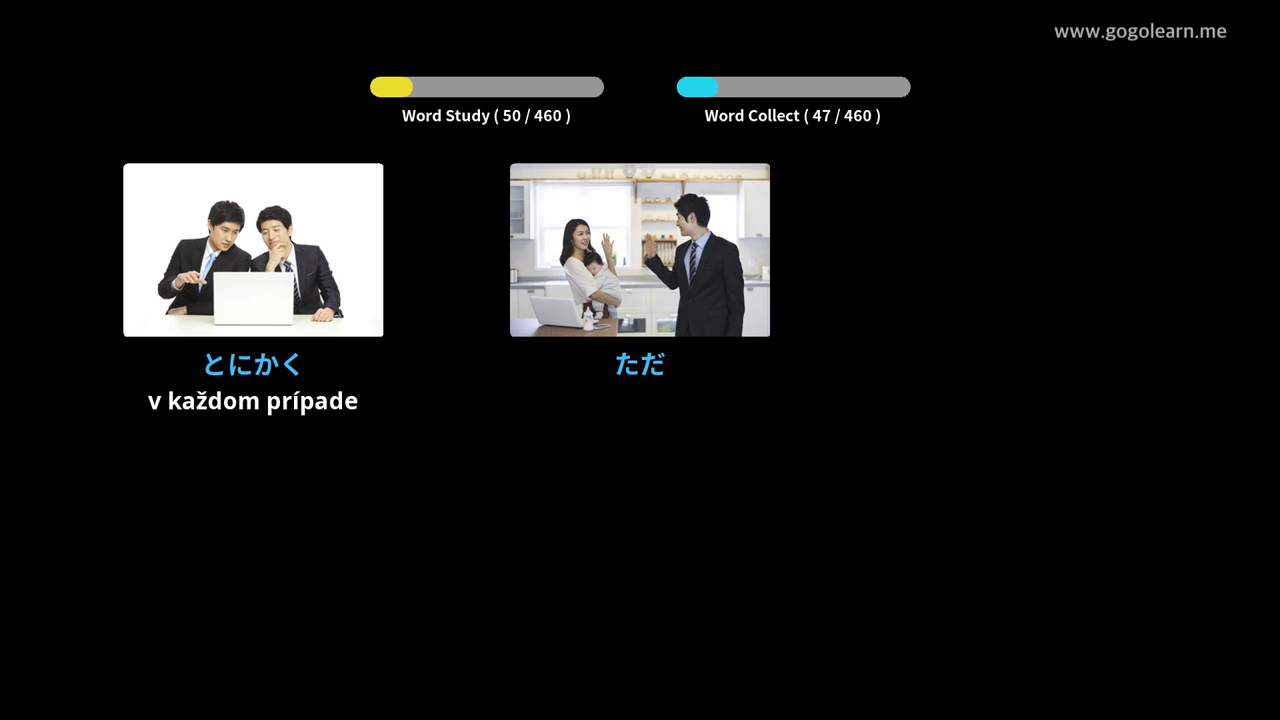 www.gogolearn.me
Word Study ( 50 / 460 )
Word Collect ( 47 / 460 )
とにかく
v každom prípade
ただ